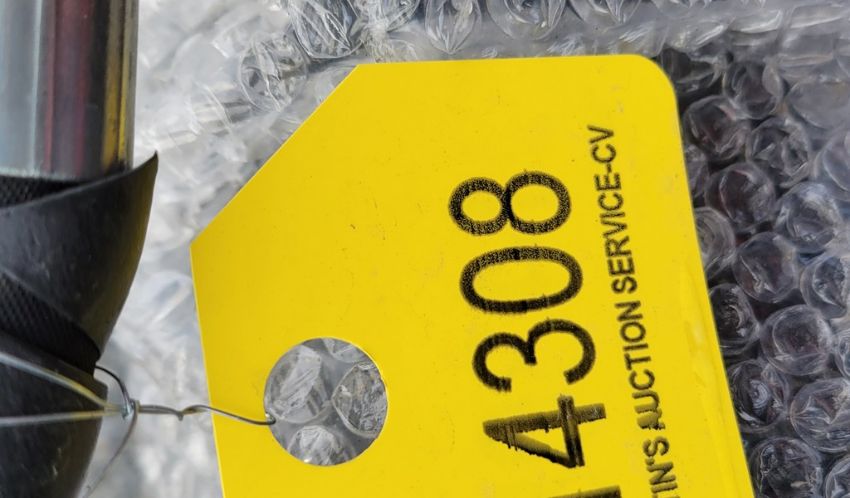 4308
TIN'S AUCTION SERVICE-CV